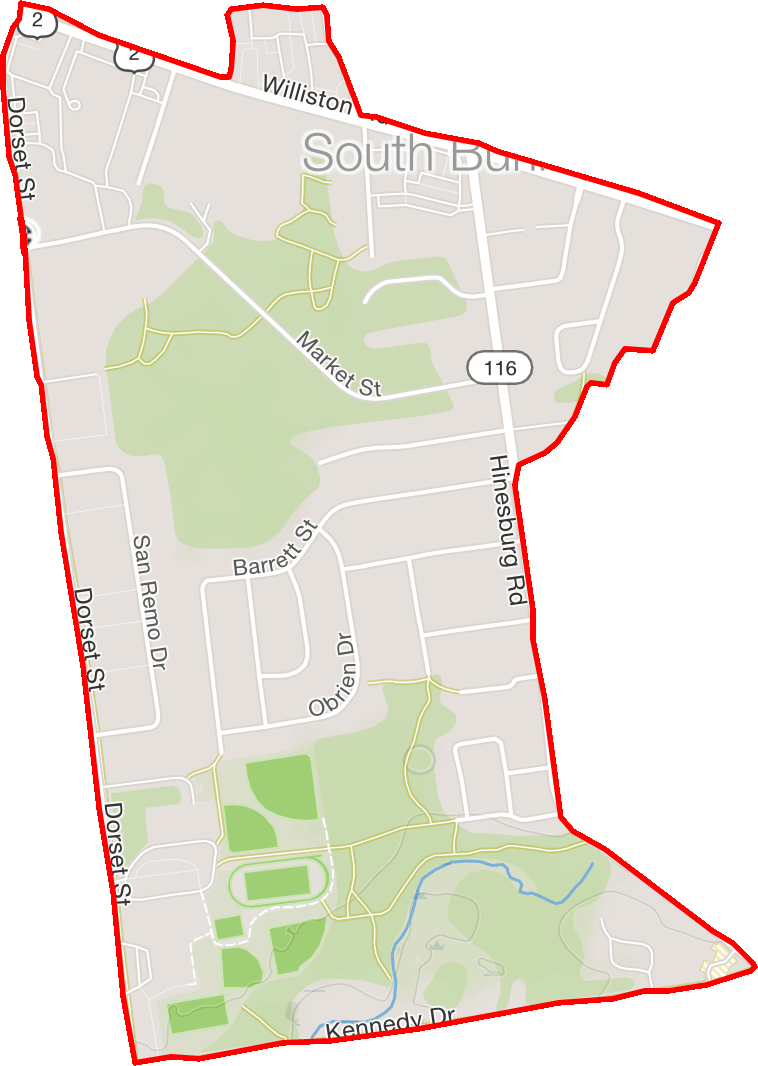 2
2
Williston
Dorset St
South Bu
Market St
116
Hinesburg Rd
Barrett St
San Remo Dr
Dorset St
Obrien Dr
Dorset St
Kennedy Dr